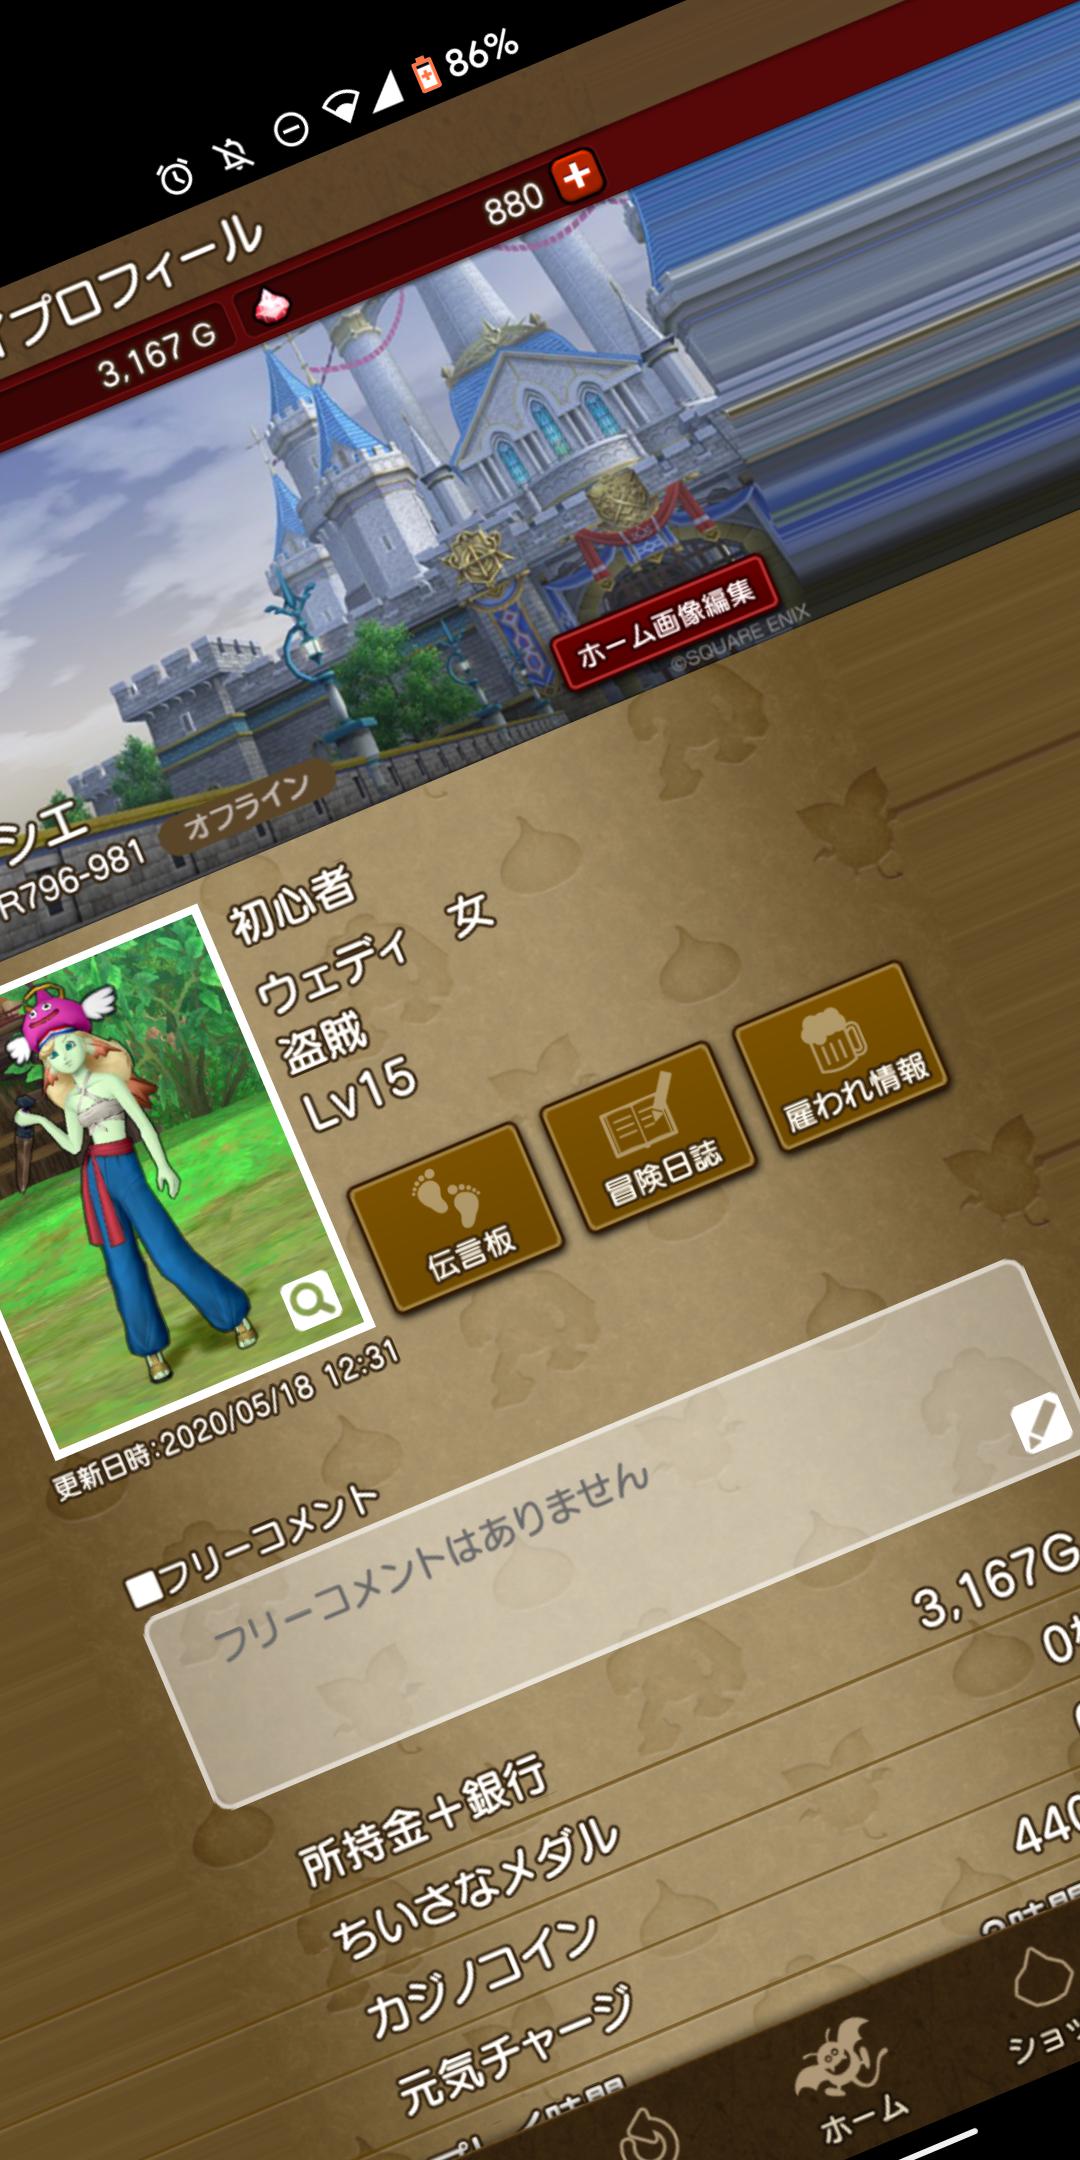 86%
プロフィール
3,167 G
880
ホーム画像編集
©SQUARE ENIX
シエ
R796-981
オフライン
初心者
ウェディ 女
盗賊
Lv15
伝言板
冒険日誌
雇われ情報
更新日時:2020/05/18 12:31
■フリーコメント
フリーコメントはありません
所持金+銀行 3,167G
ちいさなメダル 0
カジノコイン
元気チャージ 440
ホーム
ショ